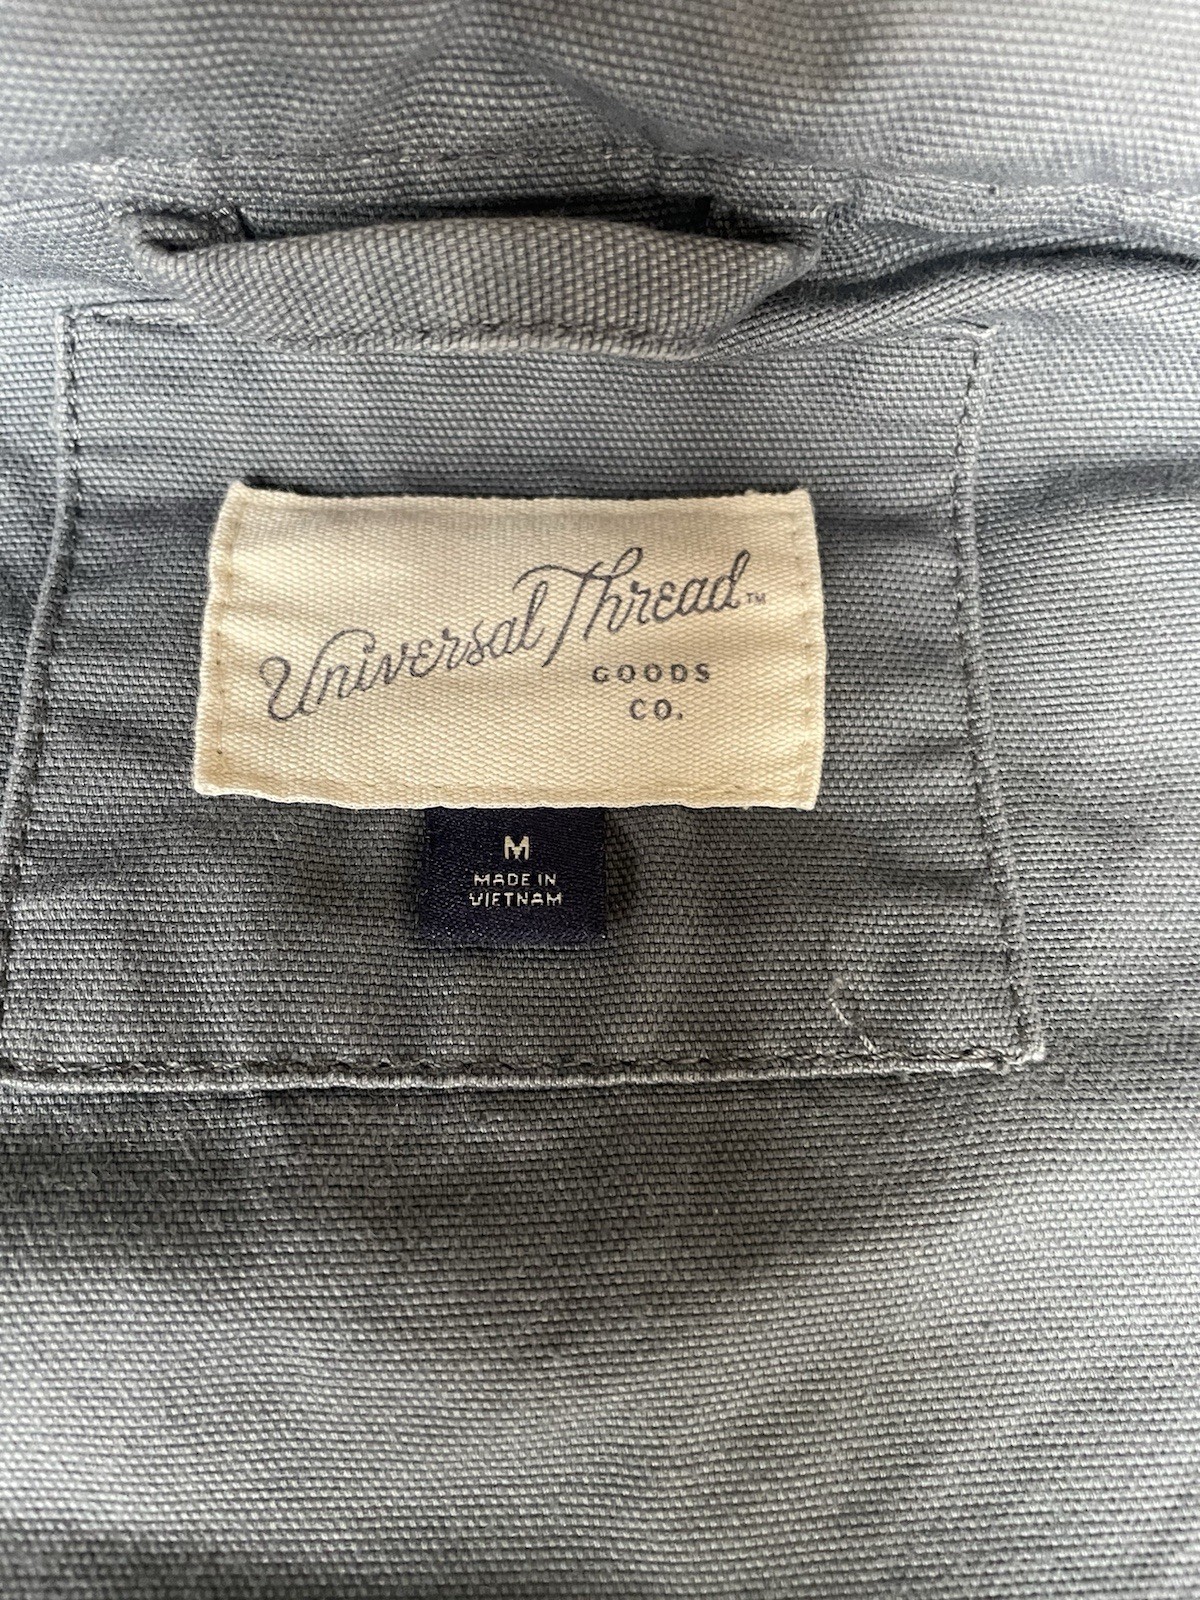 Universal Thread™
GOODS
CO.
M
MADE IN
VIETNAM